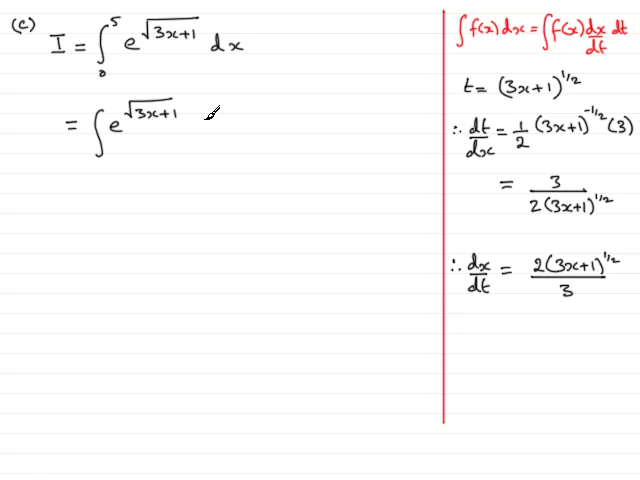 (c) I = ∫₀⁵ e^√(3x+1) dx
= ∫ e^√(3x+1)
∫f(x) dx = ∫f(x) dx/dt dt
t = (3x+1)^1/2
∴ dt/dx = 1/2 (3x+1)^-1/2 (3)
= 3/2(3x+1)^1/2
∴ dx/dt = 2(3x+1)^1/2/3